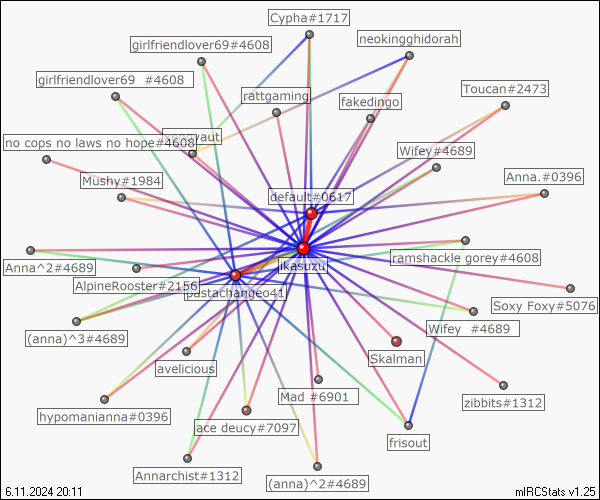 Cypha#1717
neokingghidorah
girlfriendlover69#4608
girlfriendlover69 #4608
Toucan#2473
rattgaming
fakedingo
no cops no laws no hope#4608
Wifey#4689
Mushy#1984
Anna.#0396
default#0617
ramshackle gorey#4608
Anna^2#4689
ikasuzu
AlpineRooster#2156
pastachangeo41
Soxy Foxy#5076
Wifey #4689
(anna)^3#4689
Skalman
avelicious
Mad #6901
zibbits#1312
hypomanianna#0396
ace deucy#7097
frisout
Annarchist#1312
(anna)^2#4689
6.11.2024 20:11
mIRCStats v1.25